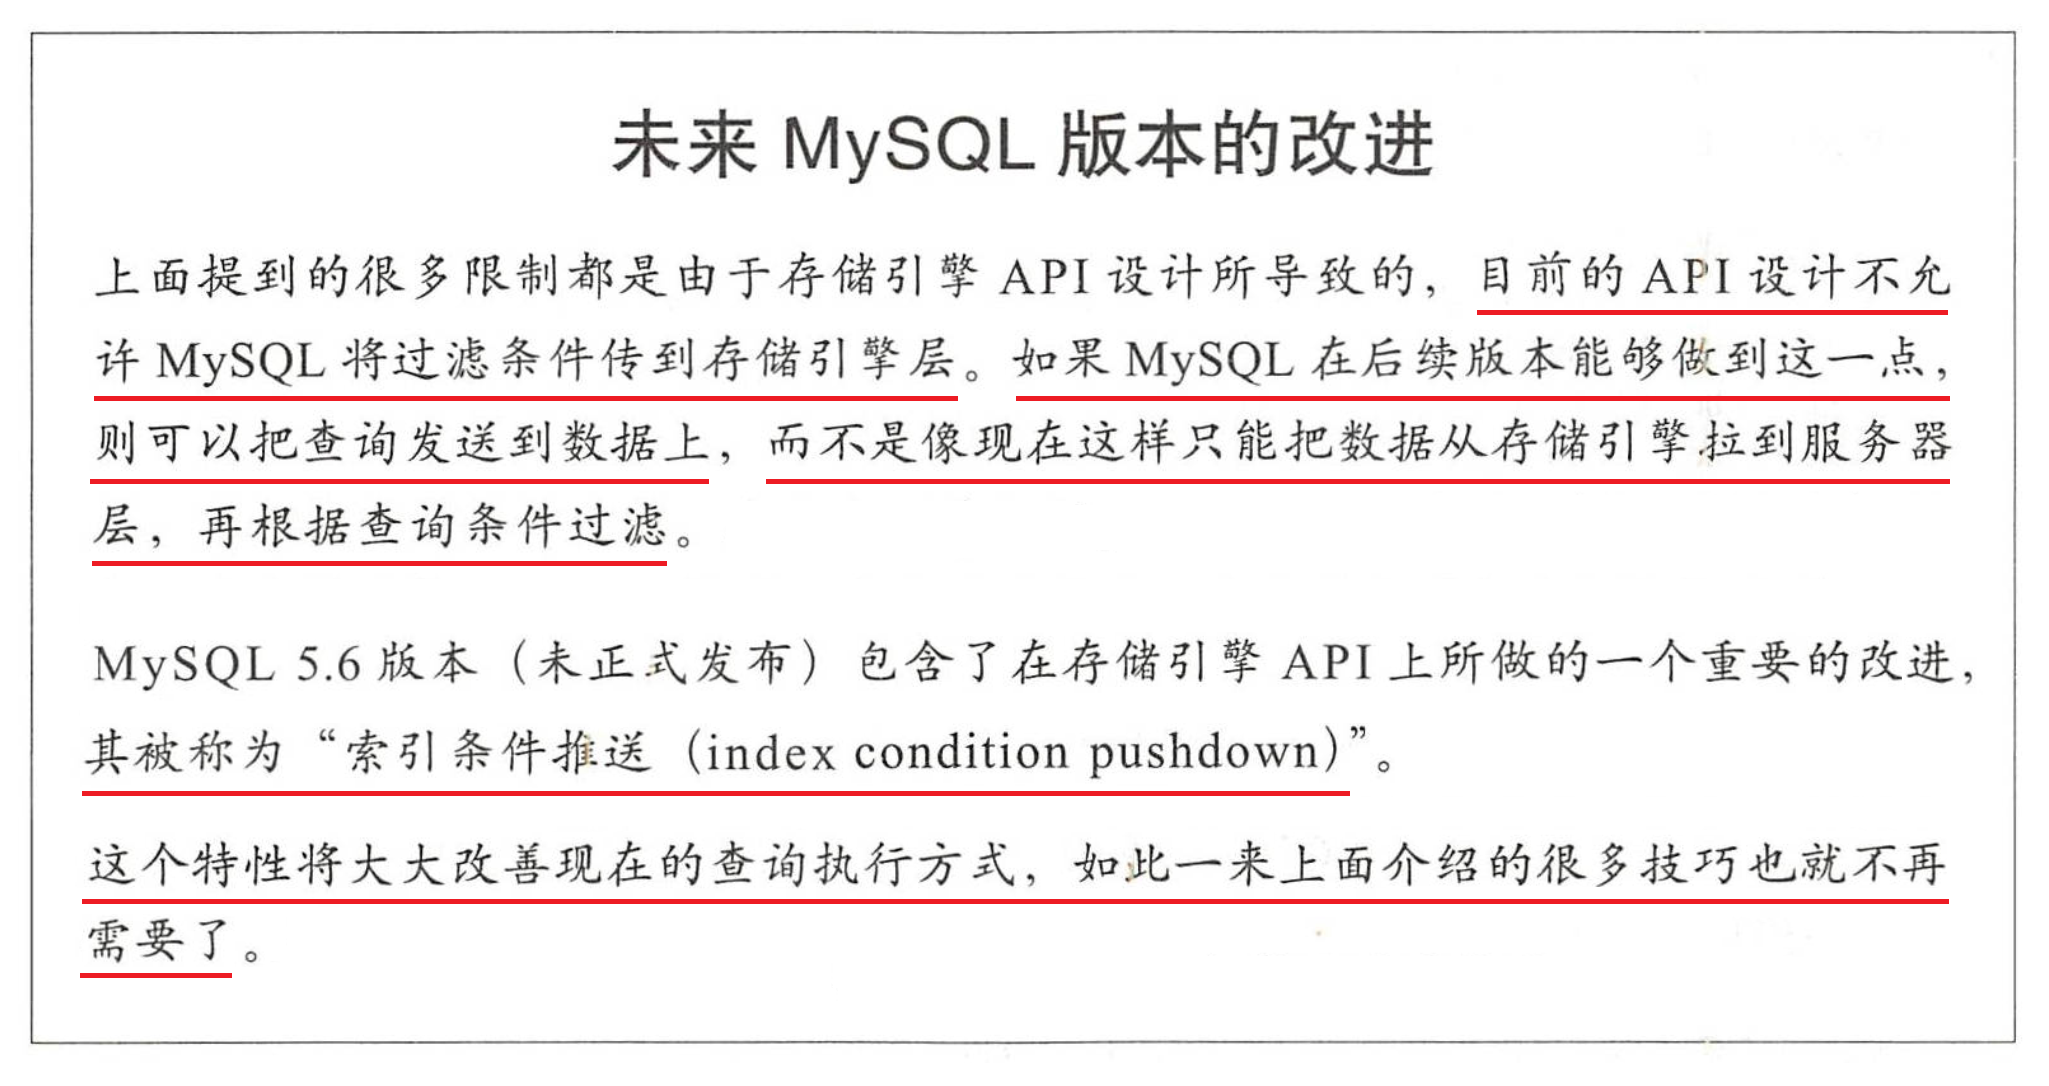 未来 MySQL 版本的改进
上面提到的很多限制都是由于存储引擎 API 设计所导致的，目前的 API 设计不允
许 MySQL 将过滤条件传到存储引擎层。如果 MySQL 在后续版本能够做到这一点，
则可以把查询发送到数据上，而不是像现在这样只能把数据从存储引擎拉到服务器
层，再根据查询条件过滤。
MySQL 5.6 版本（未正式发布）包含了在存储引擎 API 上所做的一个重要的改进，
其被称为“索引条件推送（index condition pushdown）”。
这个特性将大大改善现在的查询执行方式，如此一来上面介绍的很多技巧也就不再
需要了。